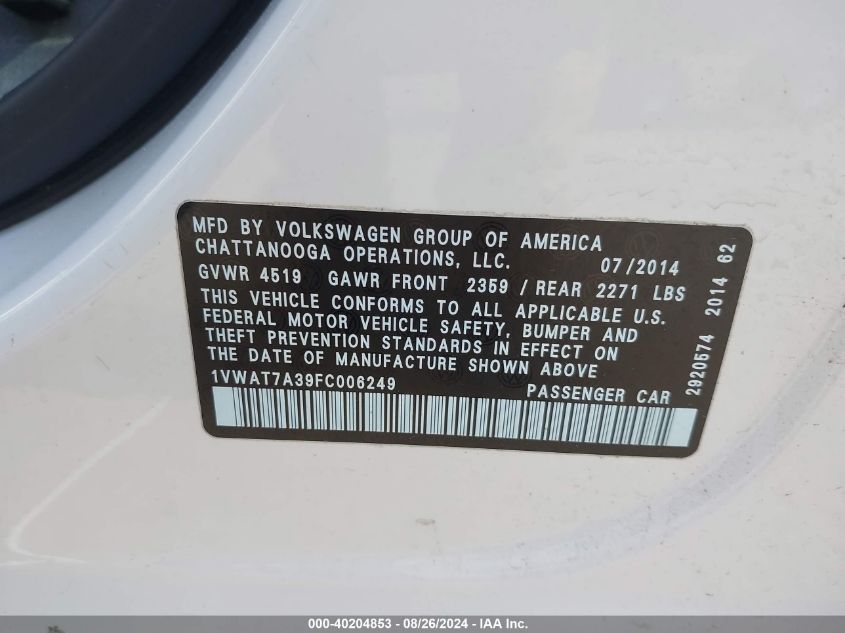 MFD BY VOLKSWAGEN GROUP OF AMERICA
CHATTANOOGA OPERATIONS, LLC. 07/2014
GVWR 4519 GAWR FRONT 2359 / REAR 2271 LBS
THIS VEHICLE CONFORMS TO ALL APPLICABLE U.S.
FEDERAL MOTOR VEHICLE SAFETY, BUMPER AND
THEFT PREVENTION STANDARDS IN EFFECT ON
THE DATE OF MANUFACTURE SHOWN ABOVE
1VWAT7A39FC006249 PASSENGER CAR
2920574 2014 62
000-40204853 - 08/26/2024 - IAA Inc.